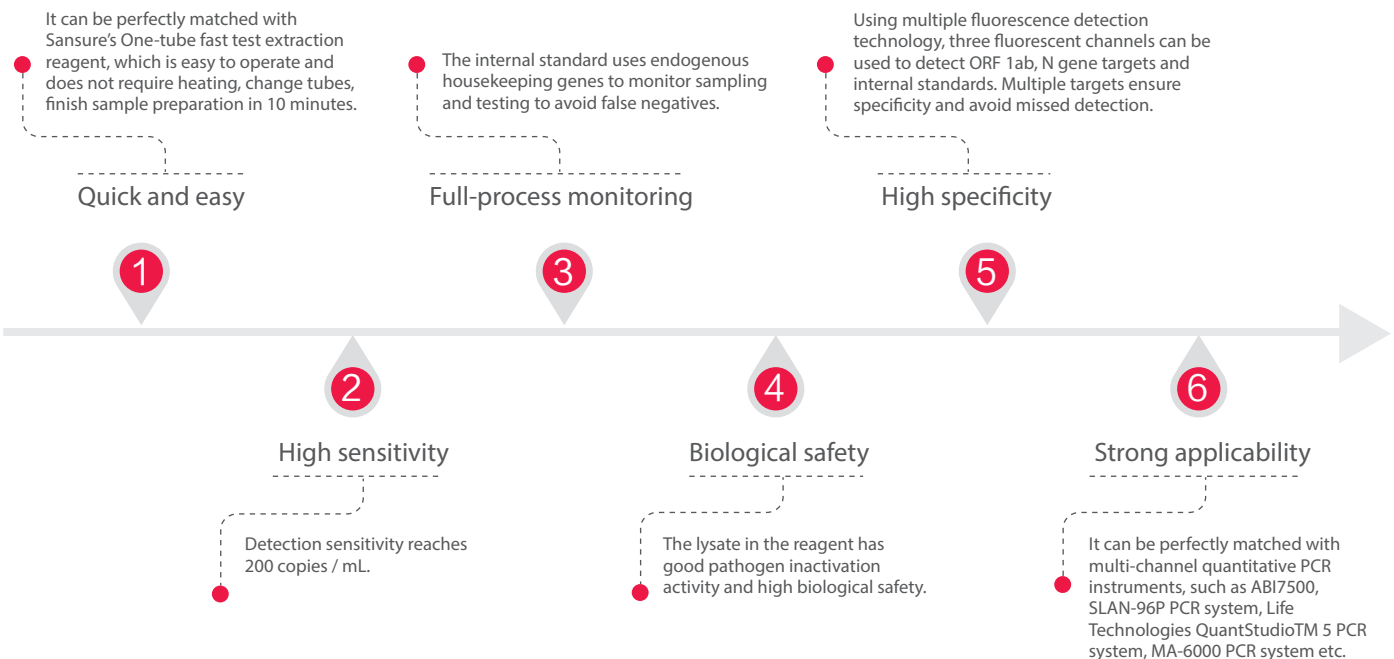 It can be perfectly matched with
Sansure's One-tube fast test extraction
reagent, which is easy to operate and
does not require heating, change tubes,
finish sample preparation in 10 minutes.
Quick and easy
1
The internal standard uses endogenous
housekeeping genes to monitor sampling
and testing to avoid false negatives.
Full-process monitoring
3
Using multiple fluorescence detection
technology, three fluorescent channels can be
used to detect ORF 1ab, N gene targets and
internal standards. Multiple targets ensure
specificity and avoid missed detection.
High specificity
5
2
High sensitivity
Detection sensitivity reaches
200 copies / mL.
4
Biological safety
The lysate in the reagent has
good pathogen inactivation
activity and high biological safety.
6
Strong applicability
It can be perfectly matched with
multi-channel quantitative PCR
instruments, such as ABI7500,
SLAN-96P PCR system, Life
Technologies QuantStudioTM 5 PCR
system, MA-6000 PCR system etc.